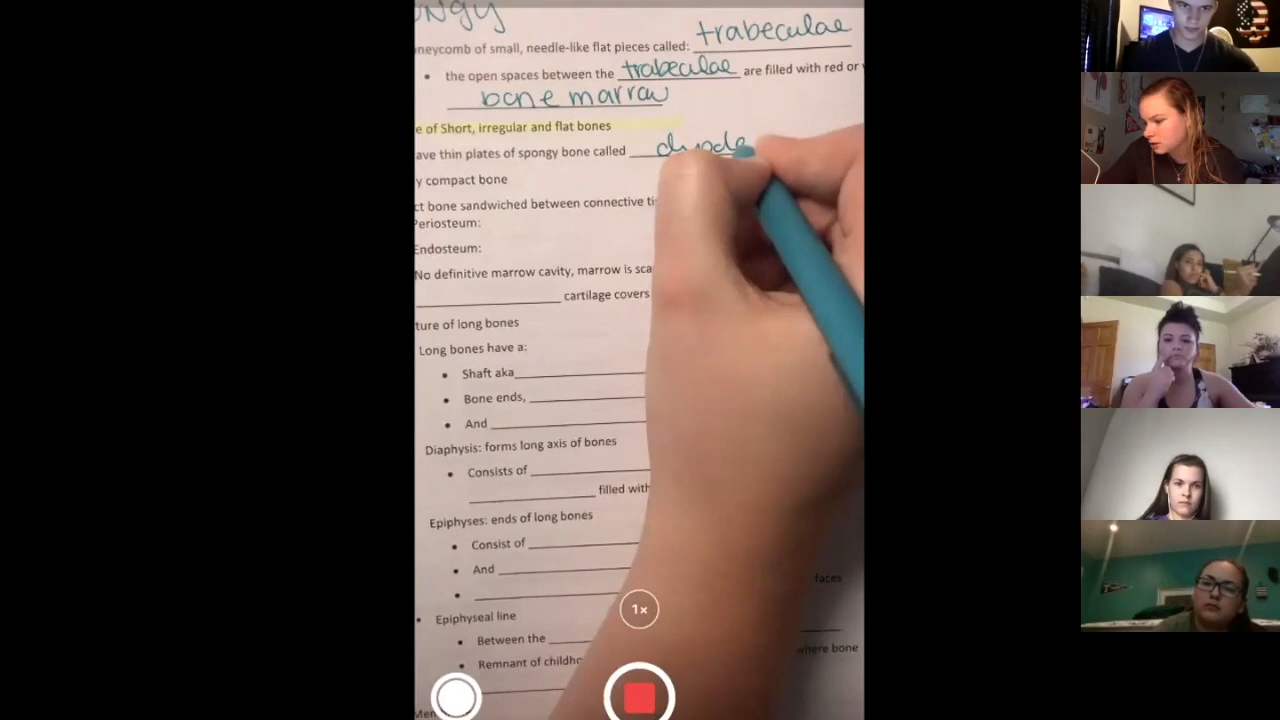 ongy
neycomb of small, needle-like flat pieces called: trabeculae
• the open spaces between the trabeculae are filled with red or
bone marrow
e of Short, irregular and flat bones
ave thin plates of spongy bone called
y compact bone
ct bone sandwiched between connective
Periosteum:
Endosteum:
No definitive marrow cavity, marrow is sca
cartilage covers
ture of long bones
Long bones have a:
• Shaft aka
• Bone ends,
• And
Diaphysis: forms long axis of bones
• Consists of
filled with
Epiphyses: ends of long bones
• Consist of
• And
faces
• Epiphyseal line
• Between the
where bone
• Remnant of childho
Mem
1x